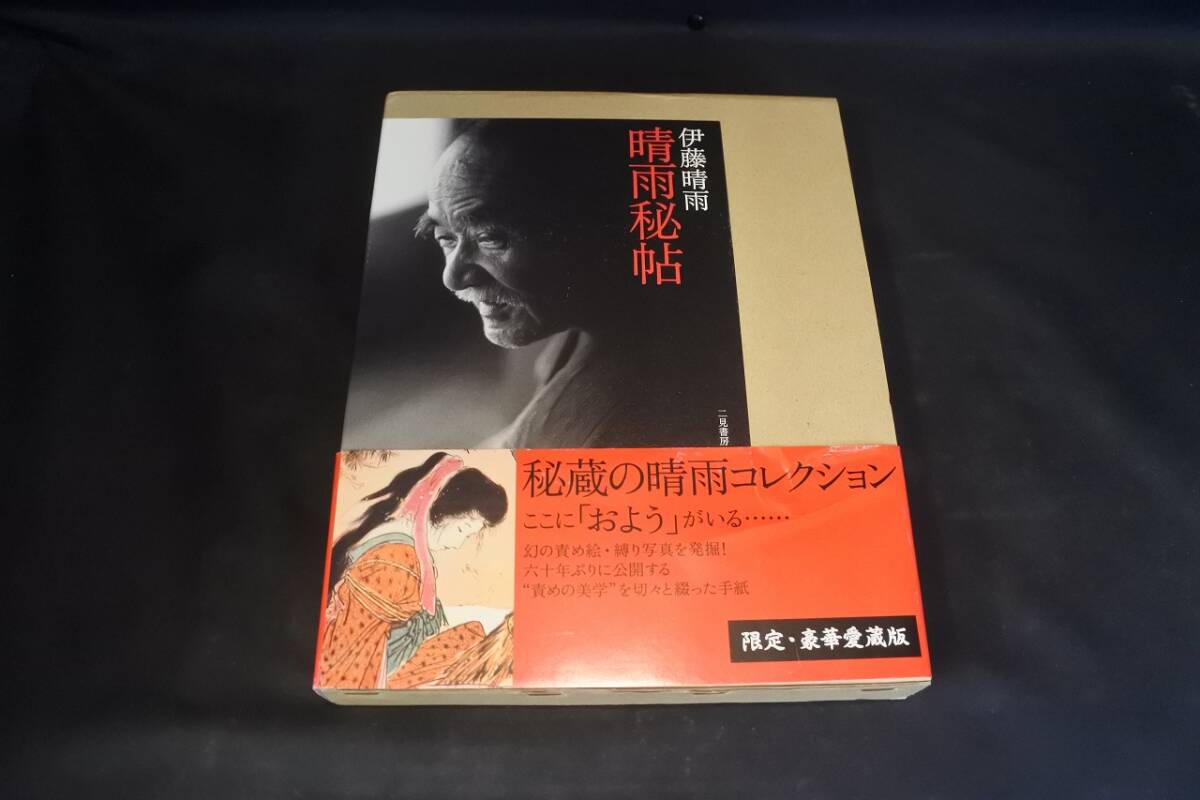 伊藤晴雨
晴雨秘帖
二見書房
秘蔵の晴雨コレクション
ここに「およう」がいる……
幻の責め絵・縛り写真を発掘！
六十年ぶりに公開する
“責めの美学”を切々と綴った手紙
限定・豪華愛蔵版